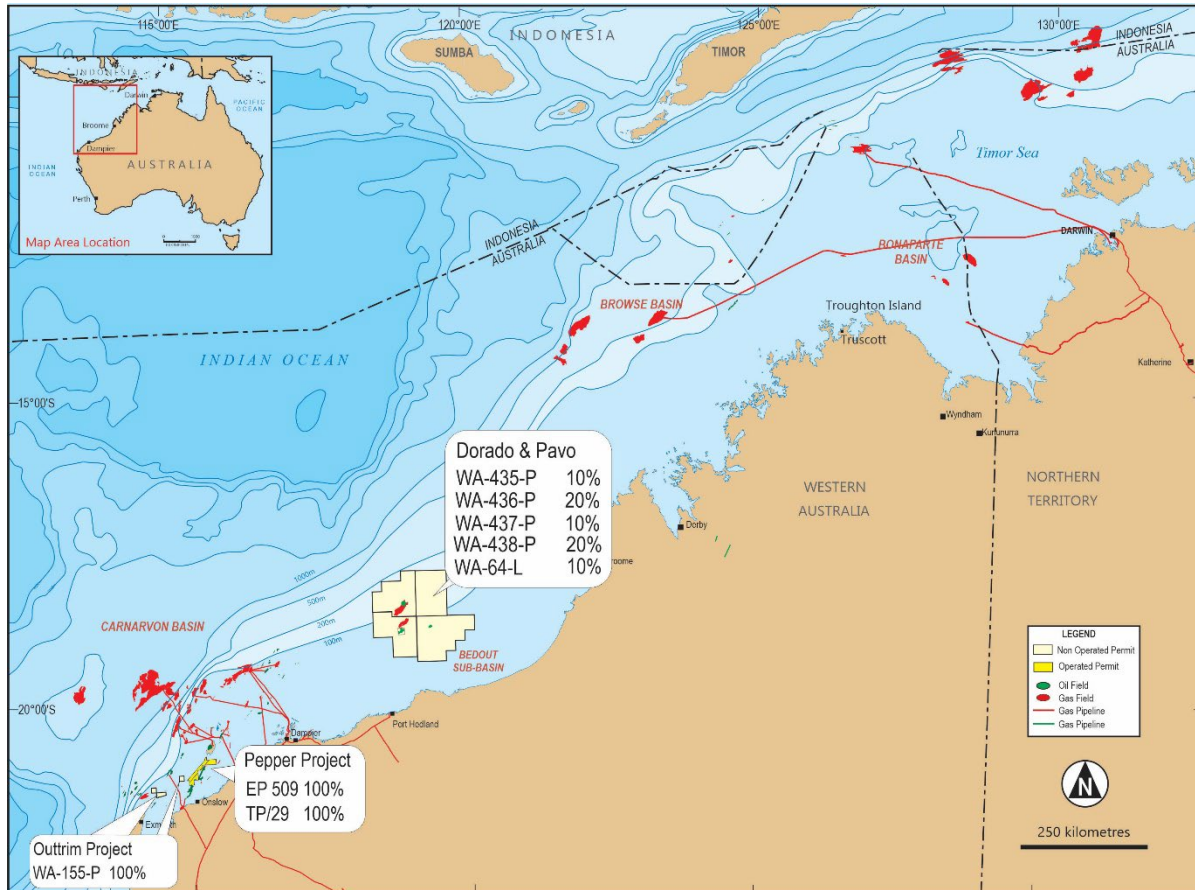 115°00'E
120°00'E
125°00'E
130°00'E
INDONESIA
SUMBA
TIMOR
INDONESIA
AUSTRALIA
INDONESIA
Darwin
PACIFIC
OCEAN
Broome
Dampier
INDIAN
OCEAN
AUSTRALIA
Perth
Map Area Location
Timor Sea
INDONESIA
AUSTRALIA
DARWIN
BONAPARTE
BASIN
BROWSE BASIN
Troughton Island
Truscott
INDIAN OCEAN
Katherine
15°00'S
Wyndham
Kununurra
Dorado & Pavo
WA-435-P 10%
WA-436-P 20%
WA-437-P 10%
WA-438-P 20%
WA-64-L 10%
WESTERN
AUSTRALIA
NORTHERN
TERRITORY
Derby
roome
1000m
500m
200m
100m
CARNARVON BASIN
BEDOUT
SUB-BASIN
LEGEND
Non Operated Permit
Operated Permit
Oil Field
Gas Field
Gas Pipeline
Gas Pipeline
20°00'S
Port Hedland
Dampier
Pepper Project
EP 509 100%
TP/29 100%
Onslow
Exmouth
N
250 kilometres
Outtrim Project
WA-155-P 100%